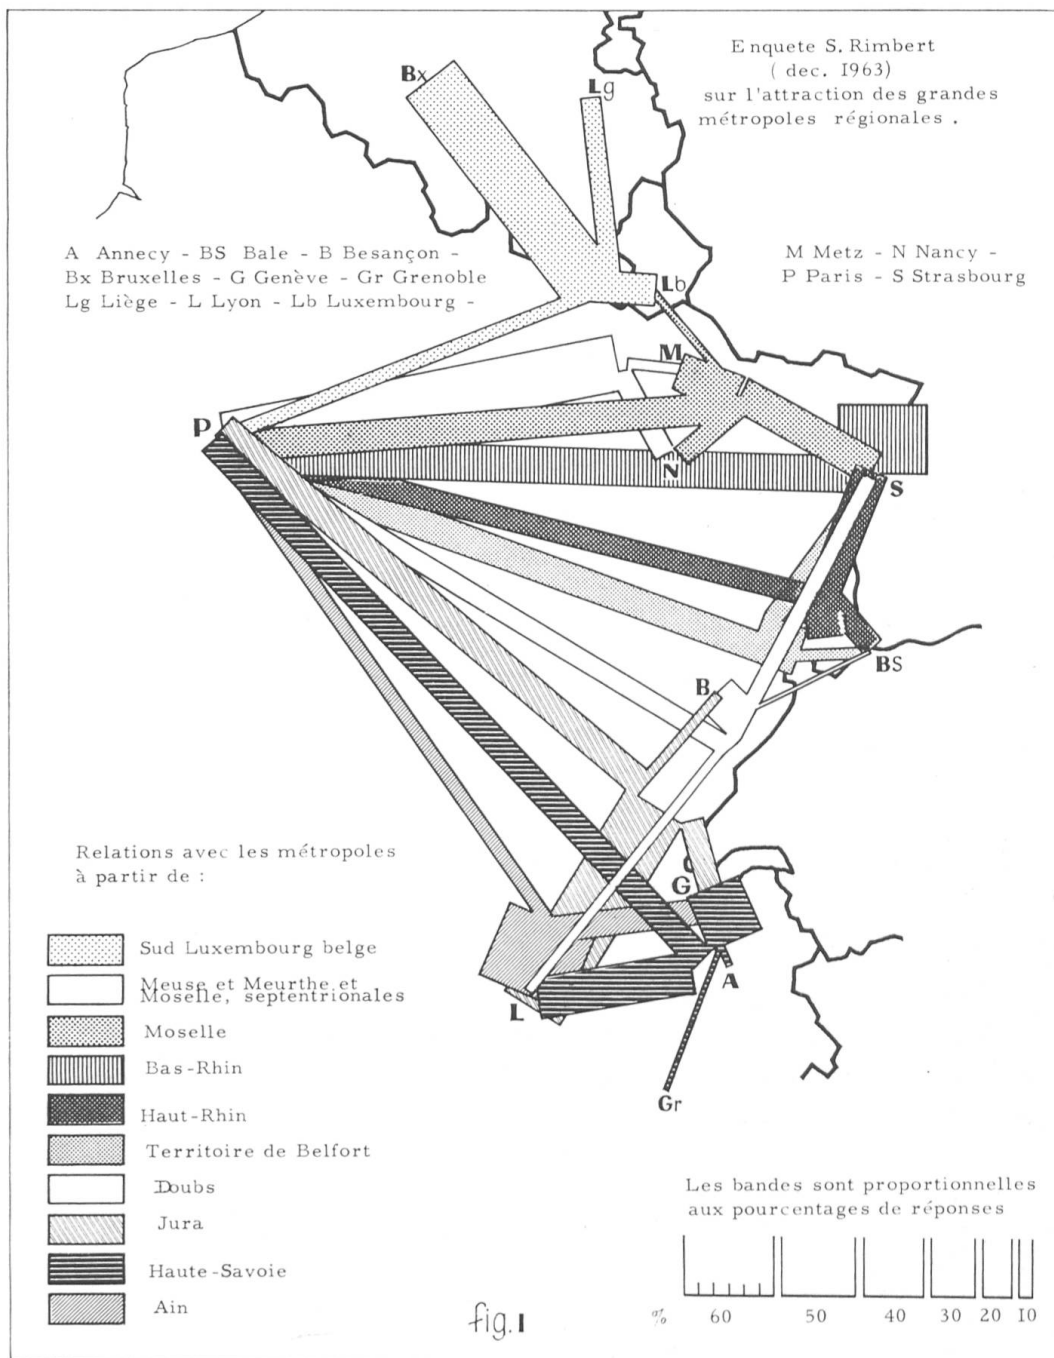 Enquete S. Rimbert
( dec. 1963)
sur l'attraction des grandes
métropoles régionales .
Bx
Lg
A Annecy - BS Bale - B Besançon -
Bx Bruxelles - G Genève - Gr Grenoble
Lg Liège - L Lyon - Lb Luxembourg -
M Metz - N Nancy -
P Paris - S Strasbourg
Lb
M
P
N
S
BS
B
G
A
L
Gr
Relations avec les métropoles
à partir de :
Sud Luxembourg belge
Meuse et Meurthe et
Moselle, septentrionales
Moselle
Bas-Rhin
Haut-Rhin
Territoire de Belfort
Doubs
Jura
Haute-Savoie
Ain
Les bandes sont proportionnelles
aux pourcentages de réponses
% 60 50 40 30 20 10
fig.1